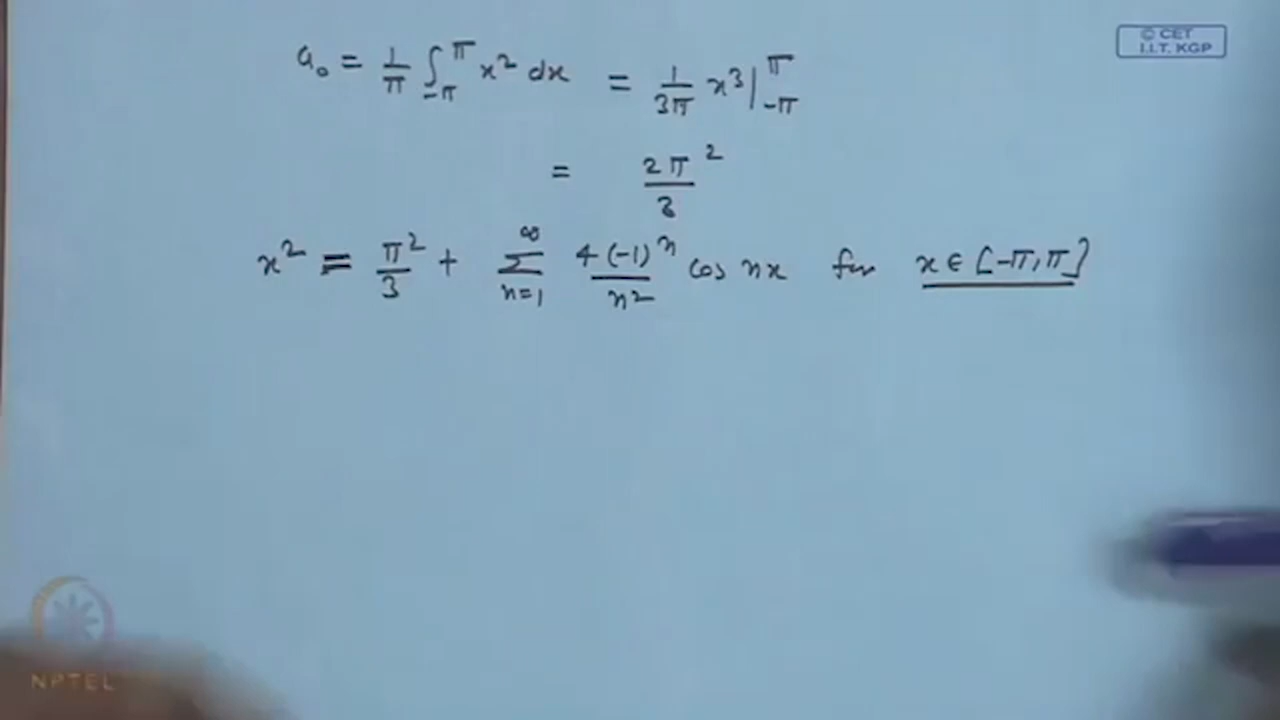 © CET
I.I.T. KGP
a₀ = 1/π ∫_{-π}^{π} x² dx = 1/3π x³|_{-π}^{π}
= 2π²/3
x² = π²/3 + ∑_{n=1}^{∞} 4(-1)ⁿ/n² cos nx for x ∈ [-π, π]
NPTEL